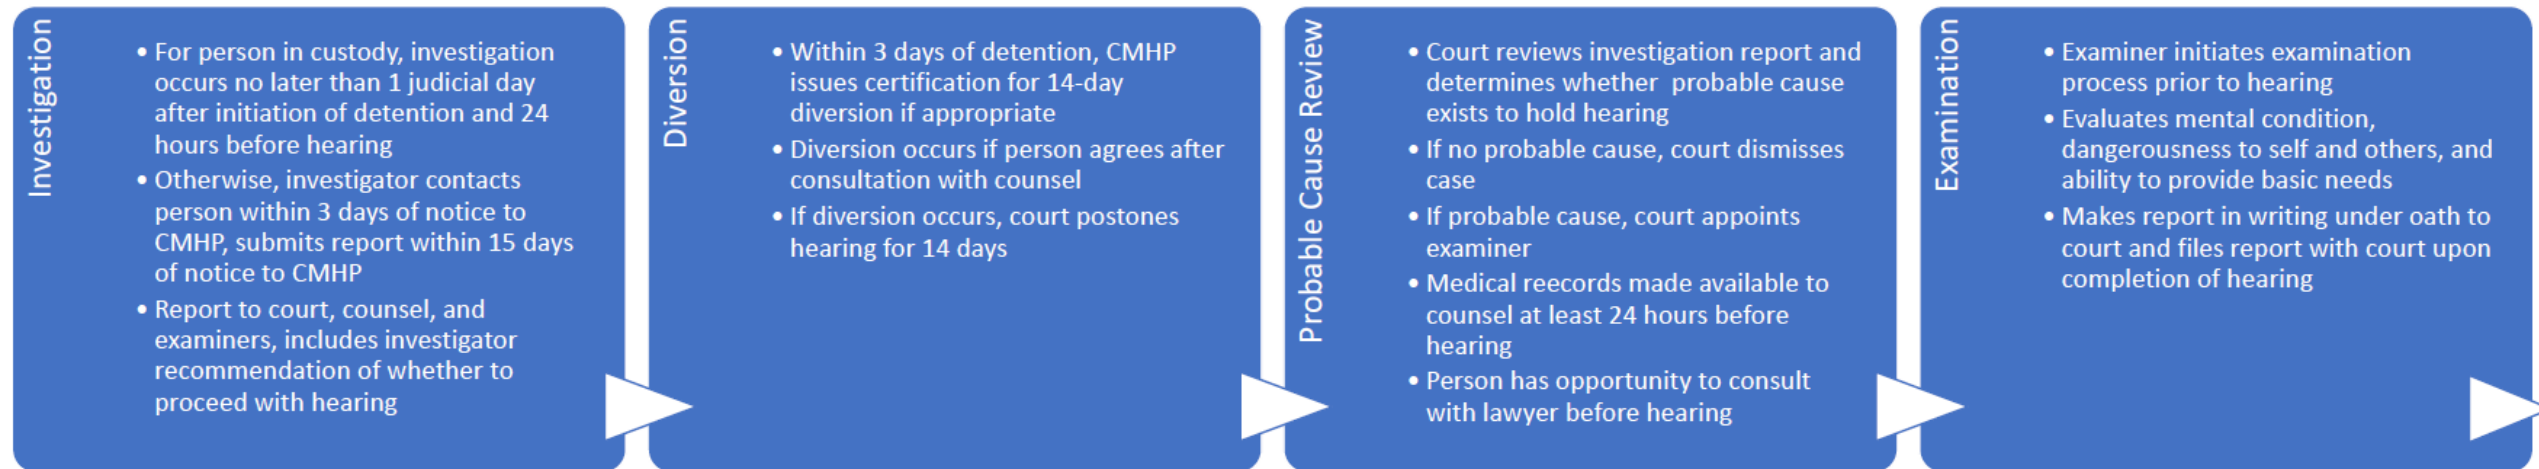 Investigation
• For person in custody, investigation
occurs no later than 1 judicial day
after initiation of detention and 24
hours before hearing
• Otherwise, investigator contacts
person within 3 days of notice to
CMHP, submits report within 15 days
of notice to CMHP
• Report to court, counsel, and
examiners, includes investigator
recommendation of whether to
proceed with hearing
Diversion
• Within 3 days of detention, CMHP
issues certification for 14-day
diversion if appropriate
• Diversion occurs if person agrees after
consultation with counsel
• If diversion occurs, court postones
hearing for 14 days
Probable Cause Review
• Court reviews investigation report and
determines whether probable cause
exists to hold hearing
• If no probable cause, court dismisses
case
• If probable cause, court appoints
examiner
• Medical reecords made available to
counsel at least 24 hours before
hearing
• Person has opportunity to consult
with lawyer before hearing
Examination
• Examiner initiates examination
process prior to hearing
• Evaluates mental condition,
dangerousness to self and others, and
ability to provide basic needs
• Makes report in writing under oath to
court and files report with court upon
completion of hearing